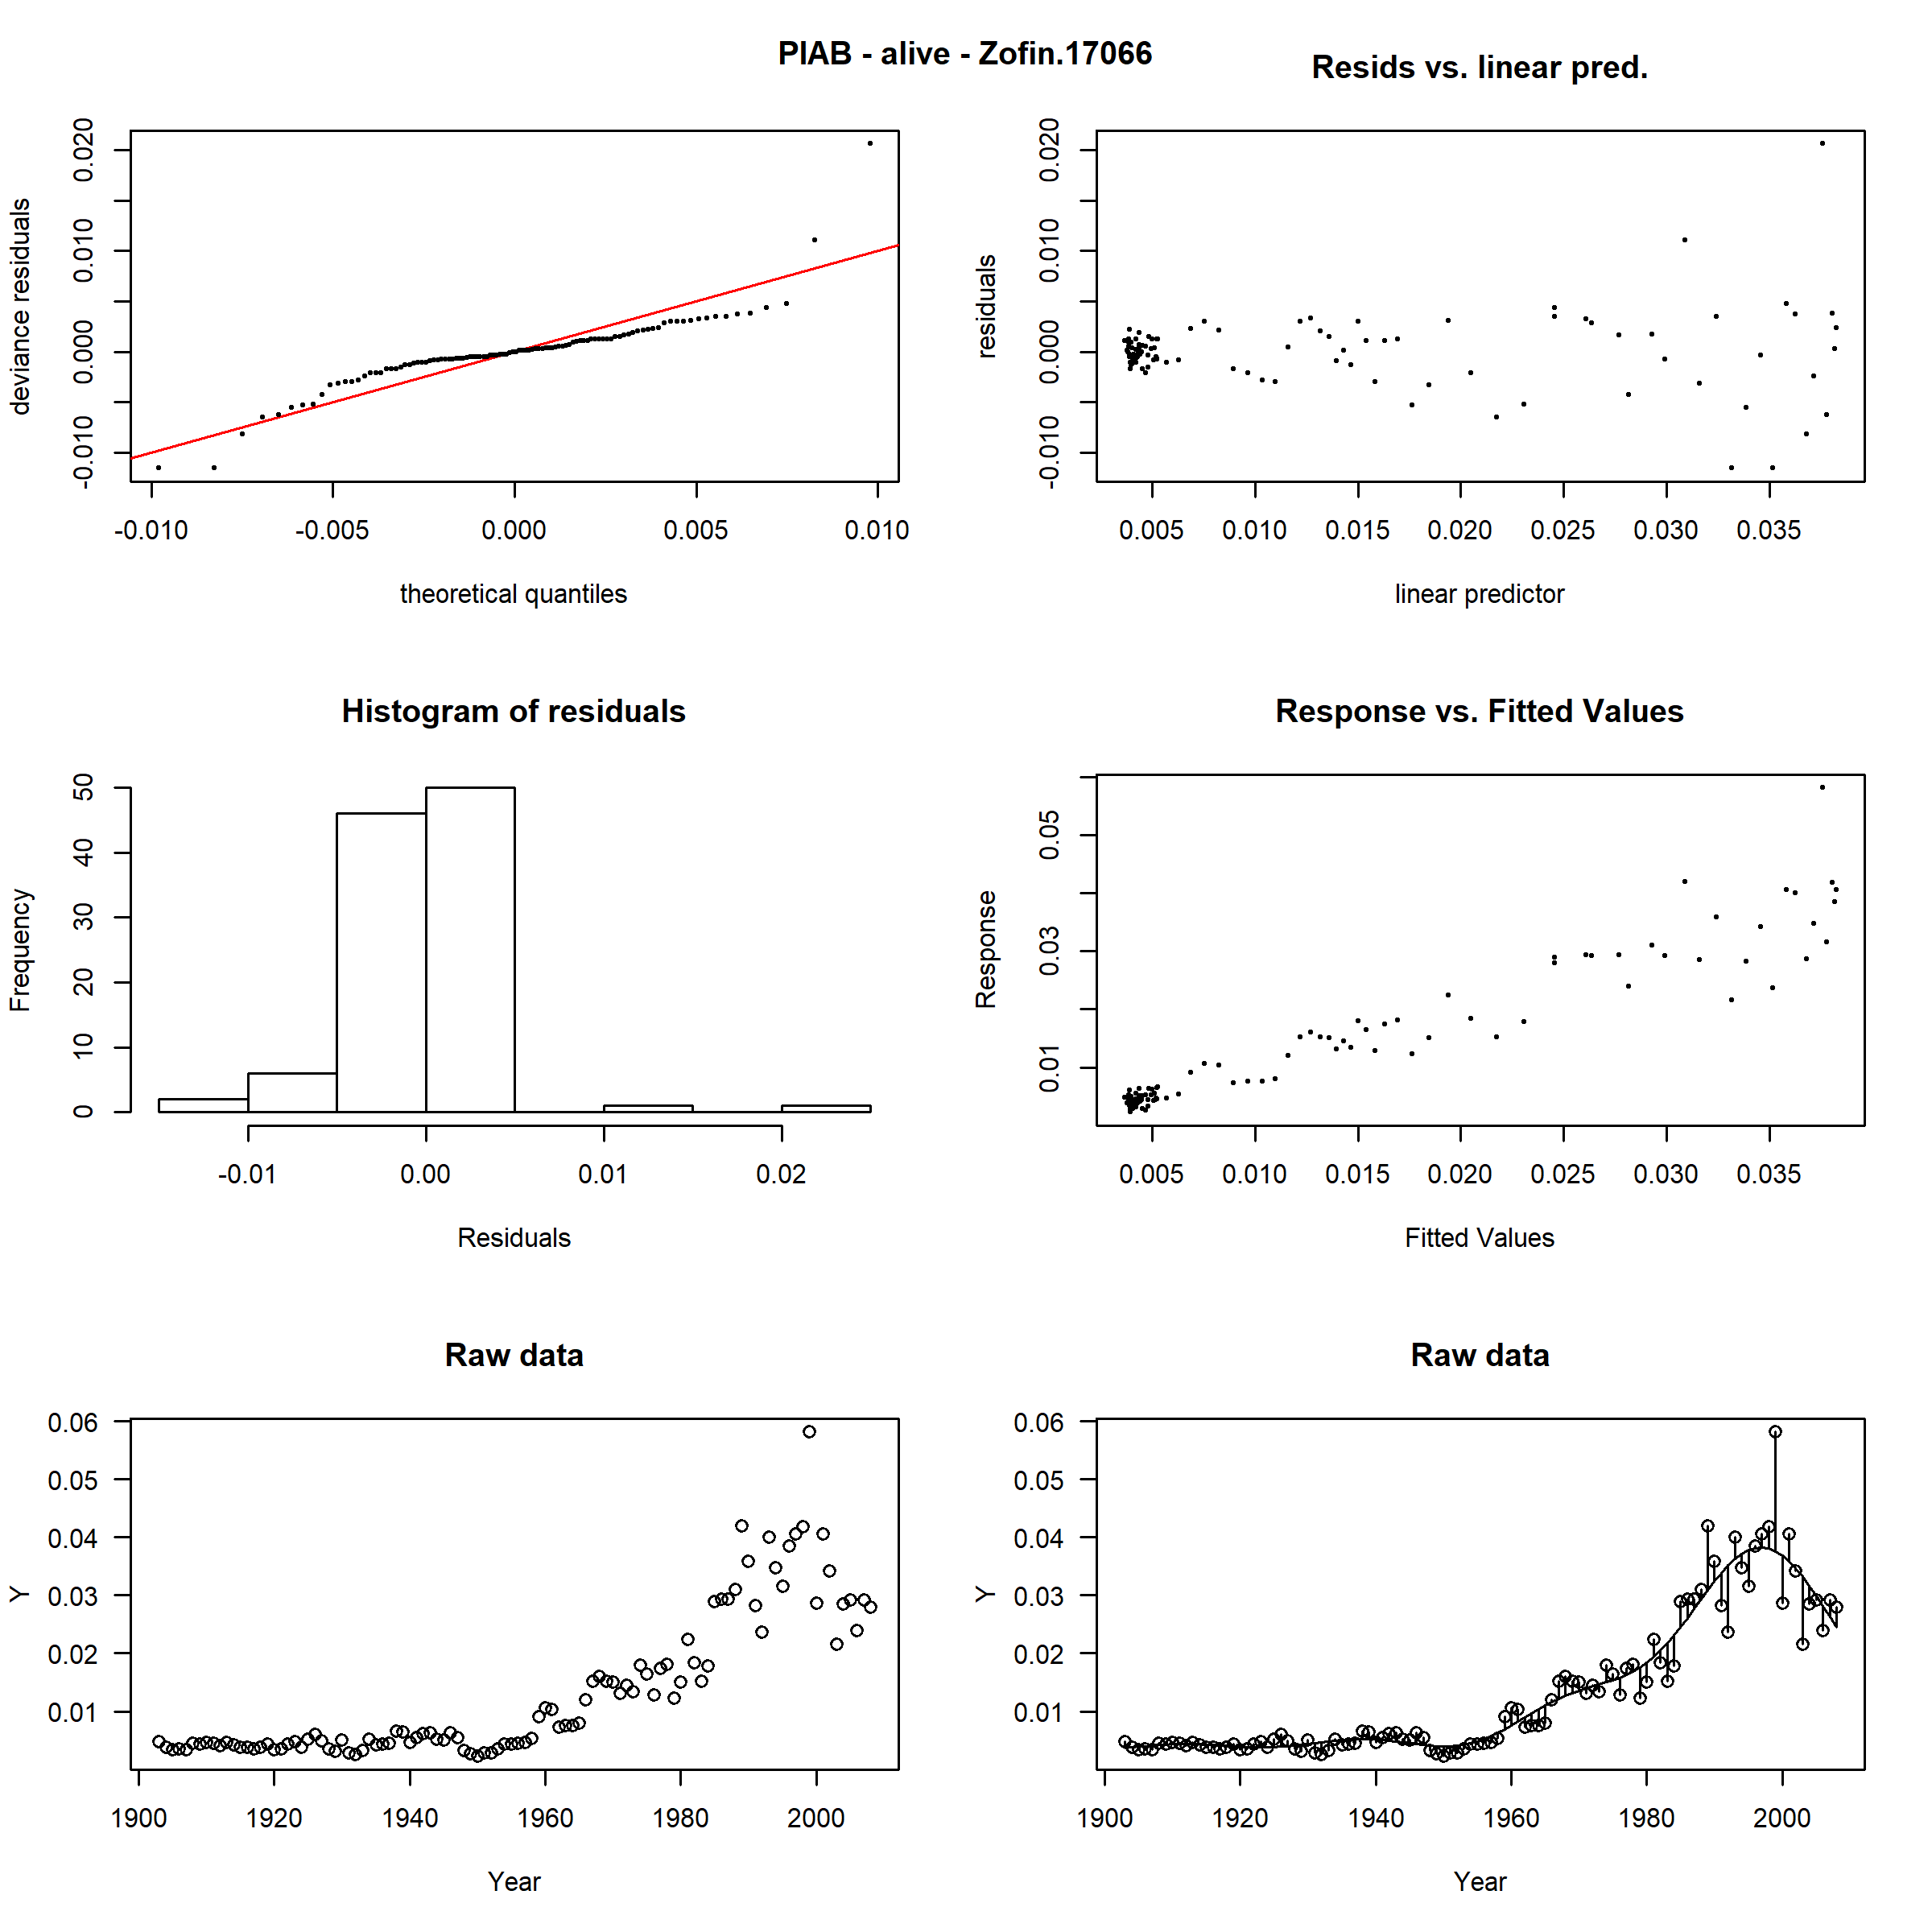 PIAB - alive - Zofin.17066
Resids vs. linear pred.
deviance residuals
-0.010 0.000 0.010 0.020
-0.010 -0.005 0.000 0.005 0.010
theoretical quantiles
residuals
-0.010 0.000 0.010 0.020
0.005 0.010 0.015 0.020 0.025 0.030 0.035
linear predictor
Histogram of residuals
Frequency
0 10 20 30 40 50
-0.01 0.00 0.01 0.02
Residuals
Response vs. Fitted Values
Response
0.01 0.03 0.05
0.005 0.010 0.015 0.020 0.025 0.030 0.035
Fitted Values
Raw data
Y
0.06
0.05
0.04
0.03
0.02
0.01
1900 1920 1940 1960 1980 2000
Year
Raw data
Y
0.06
0.05
0.04
0.03
0.02
0.01
1900 1920 1940 1960 1980 2000
Year